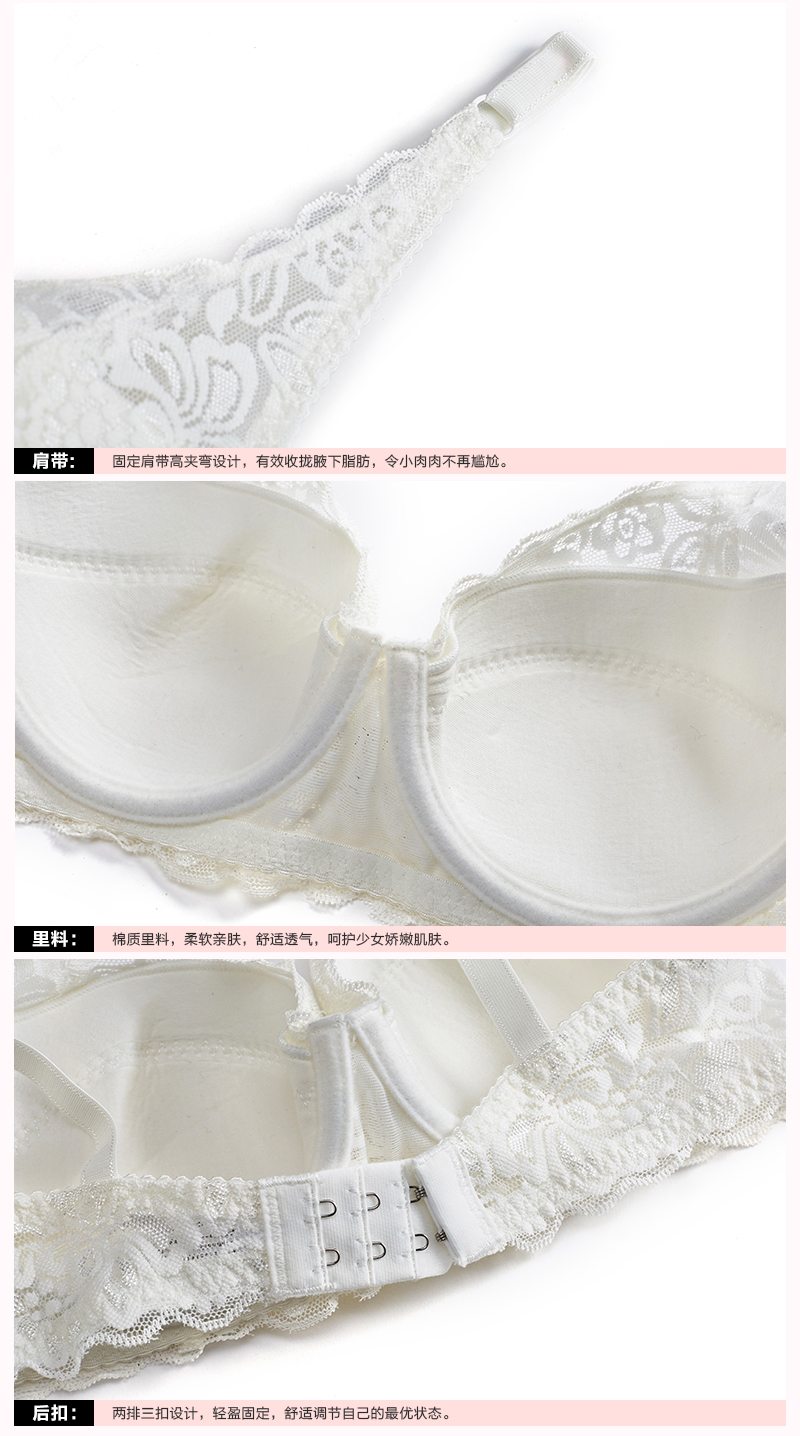 肩带：
固定肩带高夹弯设计，有效收拢腋下脂肪，令小肉肉不再尴尬。
里料：
棉质里料，柔软亲肤，舒适透气，呵护少女娇嫩肌肤。
后扣：
两排三扣设计，轻盈固定，舒适调节自己的最优状态。